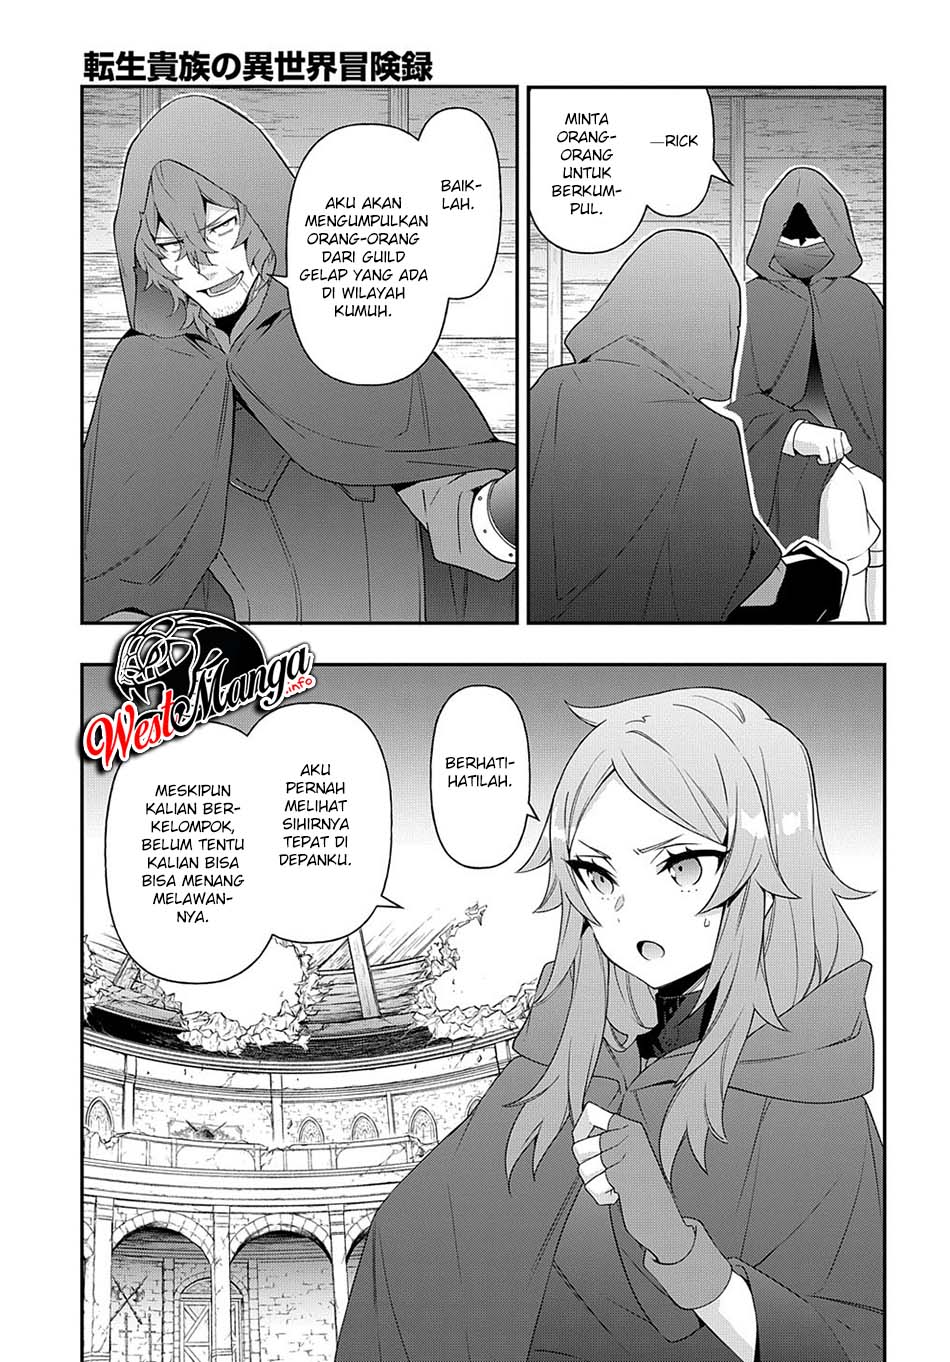 転生貴族の異世界冒険録
—RICK
MINTA
ORANG-
ORANG
UNTUK
BERKUM-
PUL.
BAIK-
LAH.
AKU AKAN
MENGUMPULKAN
ORANG-ORANG
DARI GUILD
GELAP YANG ADA
DI WILAYAH
KUMUH.
BERHATI-
HATILAH.
AKU
PERNAH
MELIHAT
SIHIRNYA
TEPAT DI
DEPANKU.
MESKIPUN
KALIAN BER-
KELOMPOK,
BELUM TENTU
KALIAN BISA
BISA MENANG
MELAWAN-
NYA.
WestManga
.info